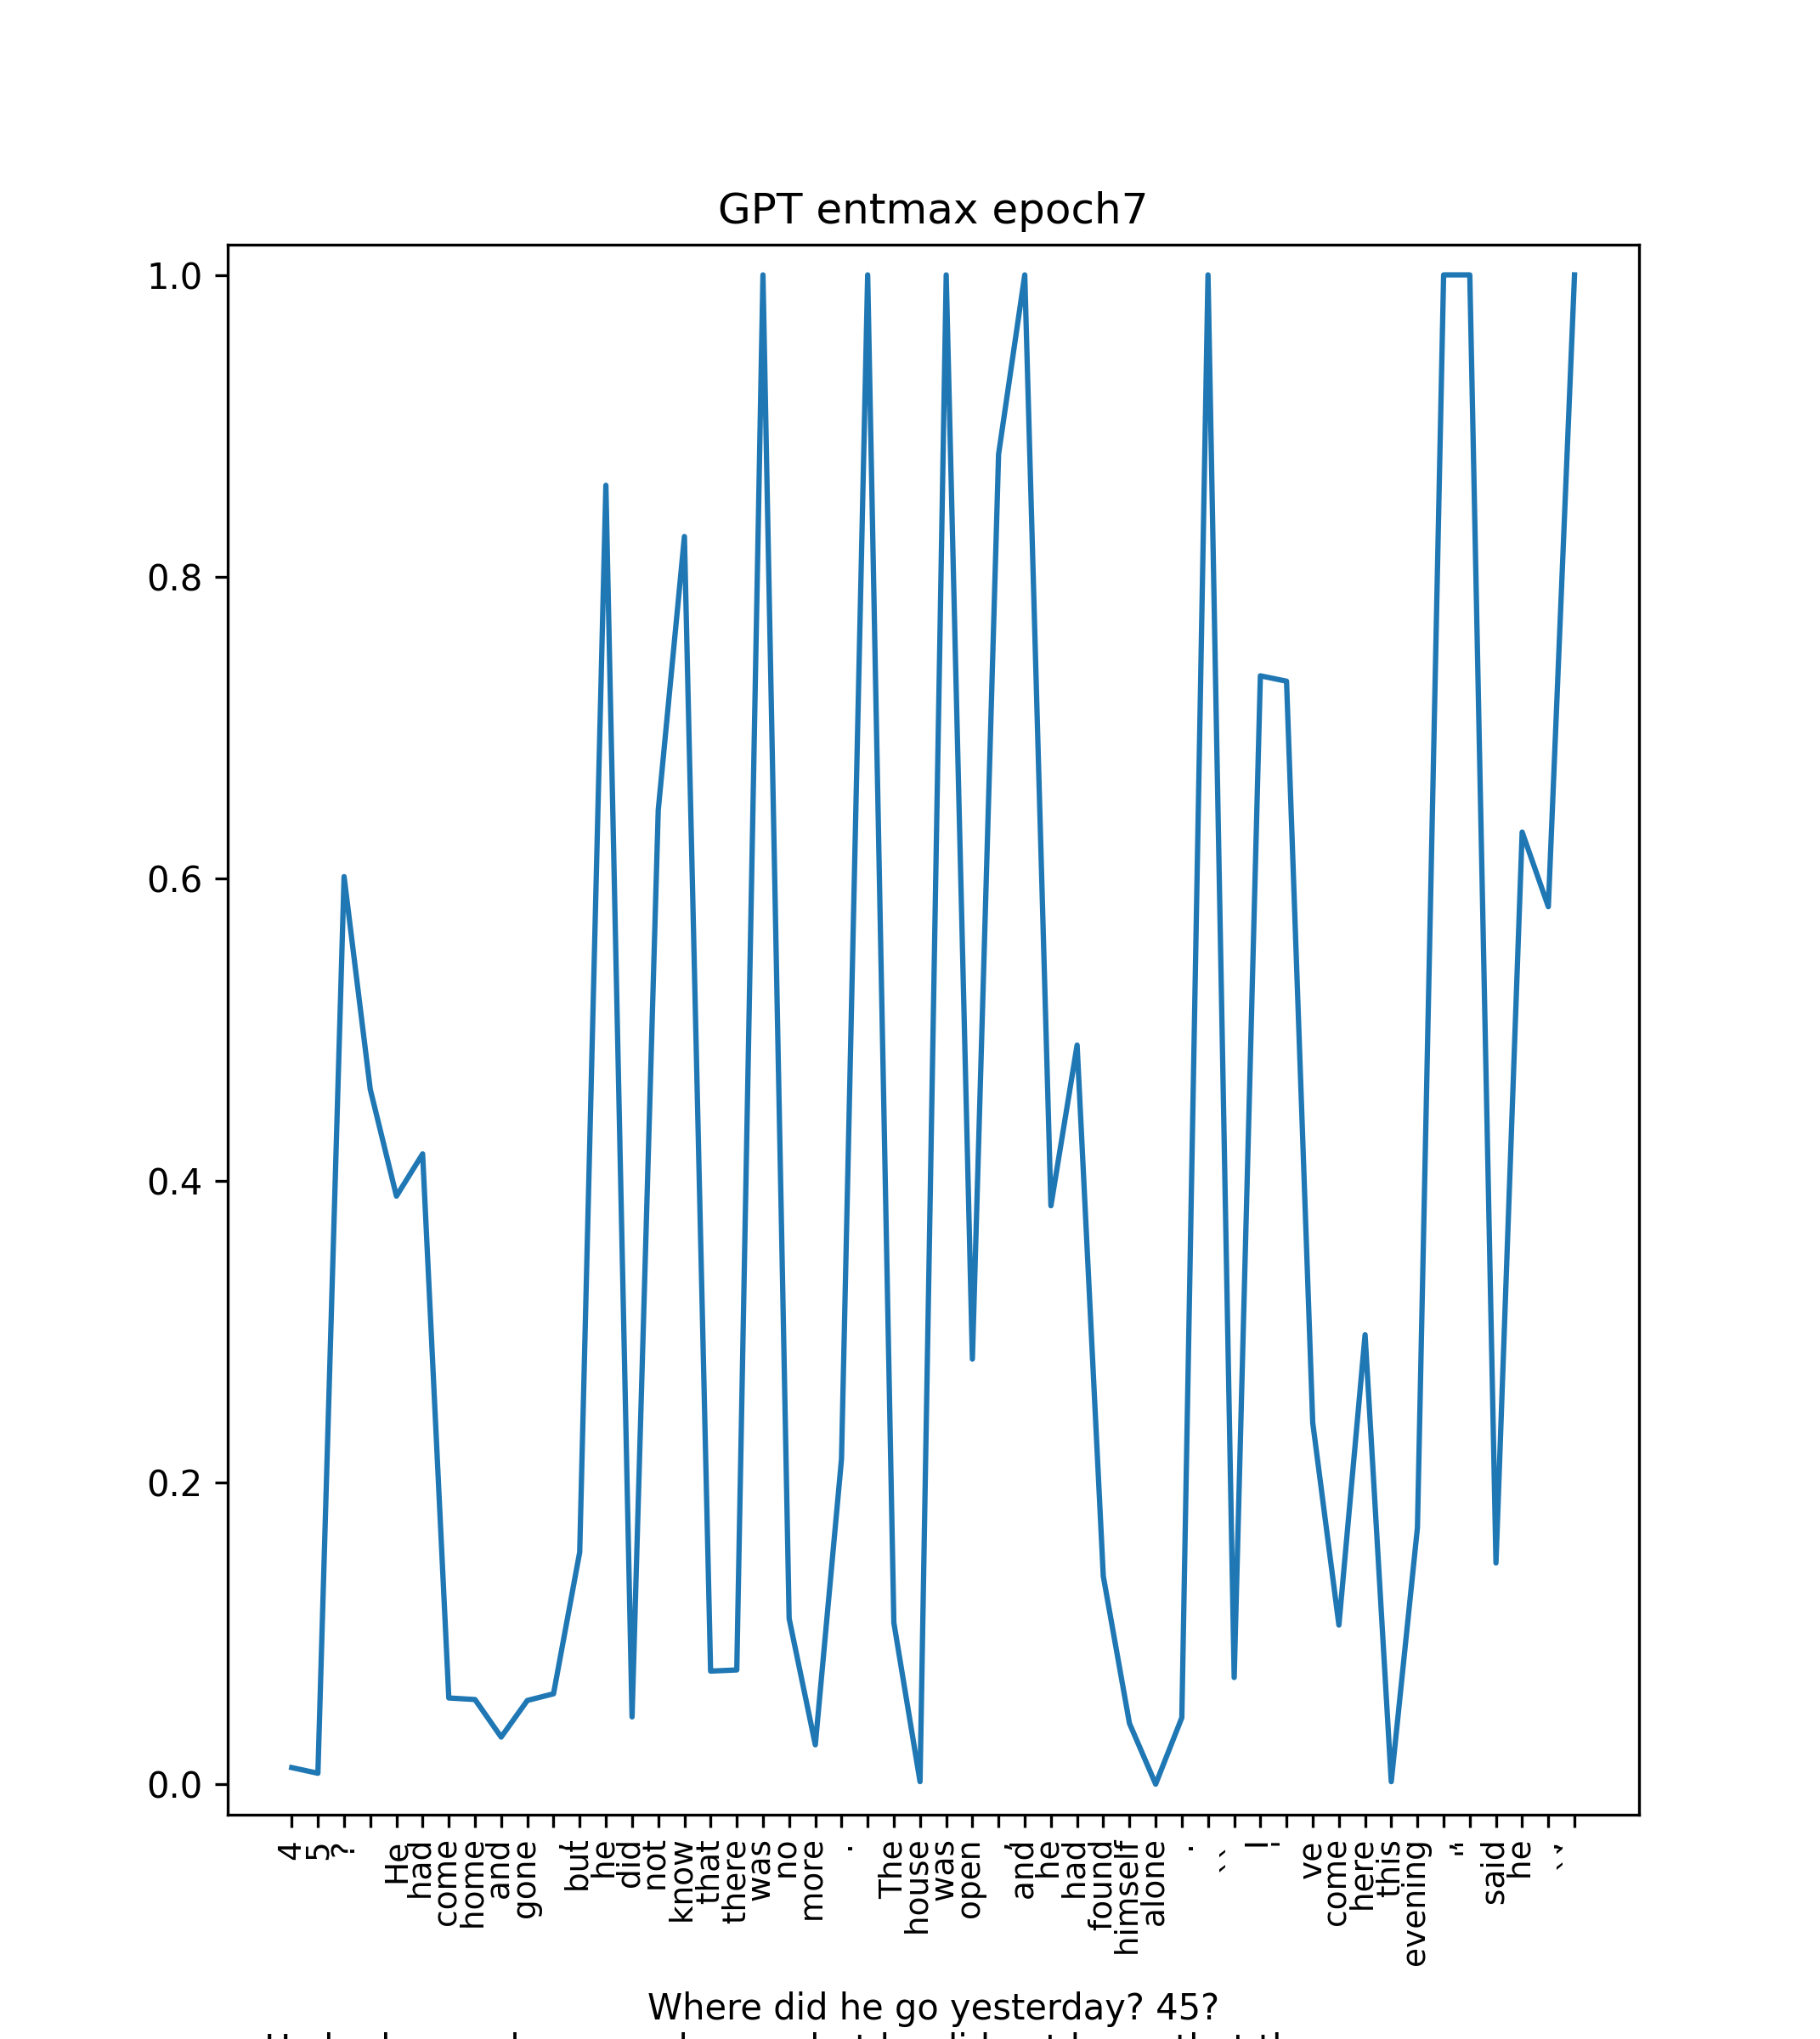 GPT entmax epoch7
1.0
0.8
0.6
0.4
0.2
0.0
4
5
?
He
had
come
home
and
gone
,
but
he
did
not
know
that
there
was
no
more
.
The
house
was
open
,
and
he
had
found
himself
alone
.
``
I
'
ve
come
here
this
evening
,
"
said
he
,
``
Where did he go yesterday? 45?